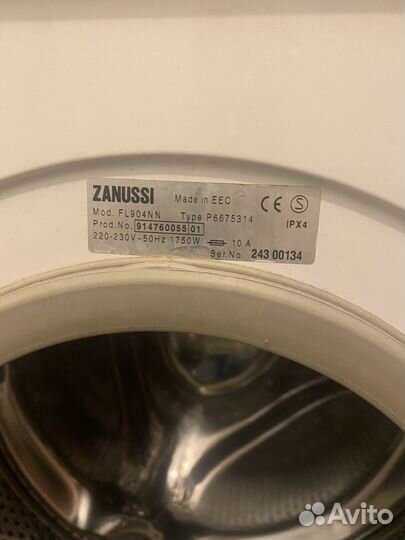 ZANUSSI Made in EEC CE S
Mod. FL904NN Type P6675314 IPX4
Prod.No. 914760055 01
220-230V~50Hz 1750W 10 A
Ser.No. 243 00134
Avito